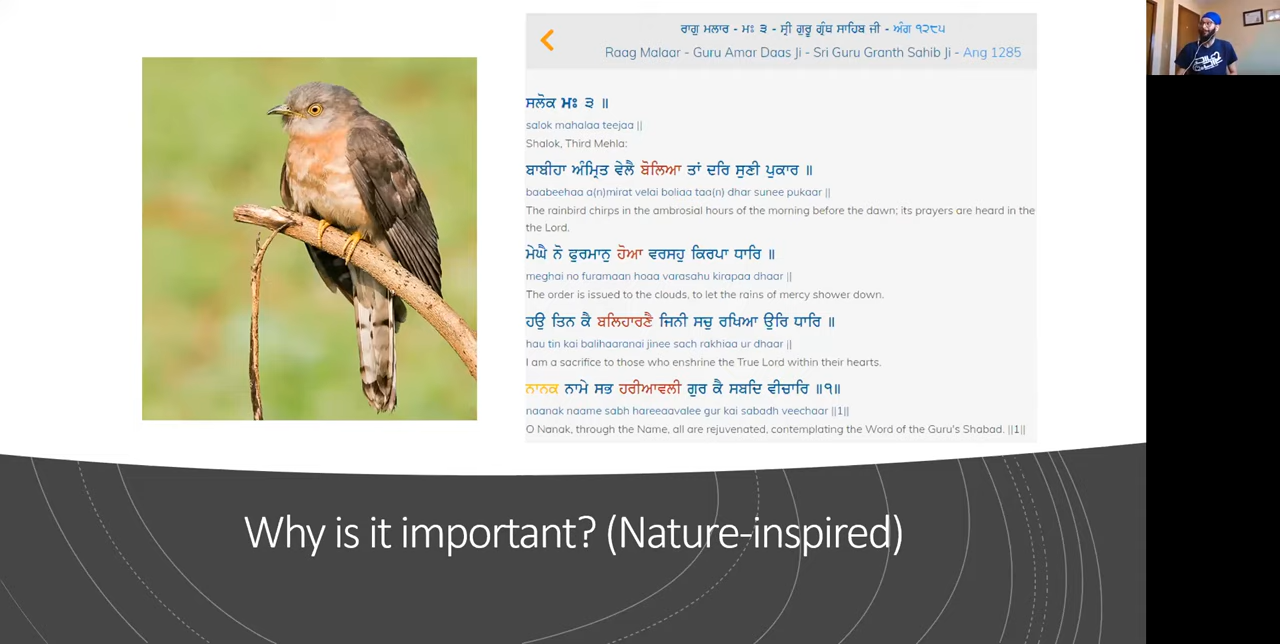 ਰਾਗੁ ਮਲਾਰ - ਮਃ ੩ - ਸ੍ਰੀ ਗੁਰੂ ਗ੍ਰੰਥ ਸਾਹਿਬ ਜੀ - ਅੰਗ ੧੨੮੫
Raag Malaar - Guru Amar Daas Ji - Sri Guru Granth Sahib Ji - Ang 1285
ਸਲੋਕ ਮਃ ੩ ॥
salok mahalaa teejaa ||
Shalok, Third Mehla:
ਬਾਬੀਹਾ ਅੰਮ੍ਰਿਤ ਵੇਲੈ ਬੋਲਿਆ ਤਾਂ ਦਰਿ ਸੁਣੀ ਪੁਕਾਰ ॥
baabeehaa a(n)mirat velai boliaa taa(n) dhar sunee pukaar ||
The rainbird chirps in the ambrosial hours of the morning before the dawn; its prayers are heard in the
the Lord.
ਮੇਘੈ ਨੋ ਫੁਰਮਾਨੁ ਹੋਆ ਵਰਸਹੁ ਕਿਰਪਾ ਧਾਰਿ ॥
meghai no furamaan hoaa varasahu kirapaa dhaar ||
The order is issued to the clouds, to let the rains of mercy shower down.
ਹਉ ਤਿਨ ਕੈ ਬਲਿਹਾਰਣੈ ਜਿਨੀ ਸਚੁ ਰਖਿਆ ਉਰਿ ਧਾਰਿ ॥
hau tin kai balihaaranai jinee sach rakhiaa ur dhaar ||
I am a sacrifice to those who enshrine the True Lord within their hearts.
ਨਾਨਕ ਨਾਮੇ ਸਭ ਹਰੀਆਵਲੀ ਗੁਰ ਕੈ ਸਬਦਿ ਵੀਚਾਰਿ ॥੧॥
naanak naame sabh hareeaavalee gur kai sabadh veechaar ||1||
O Nanak, through the Name, all are rejuvenated, contemplating the Word of the Guru's Shabad. ||1||
Why is it important? (Nature-inspired)